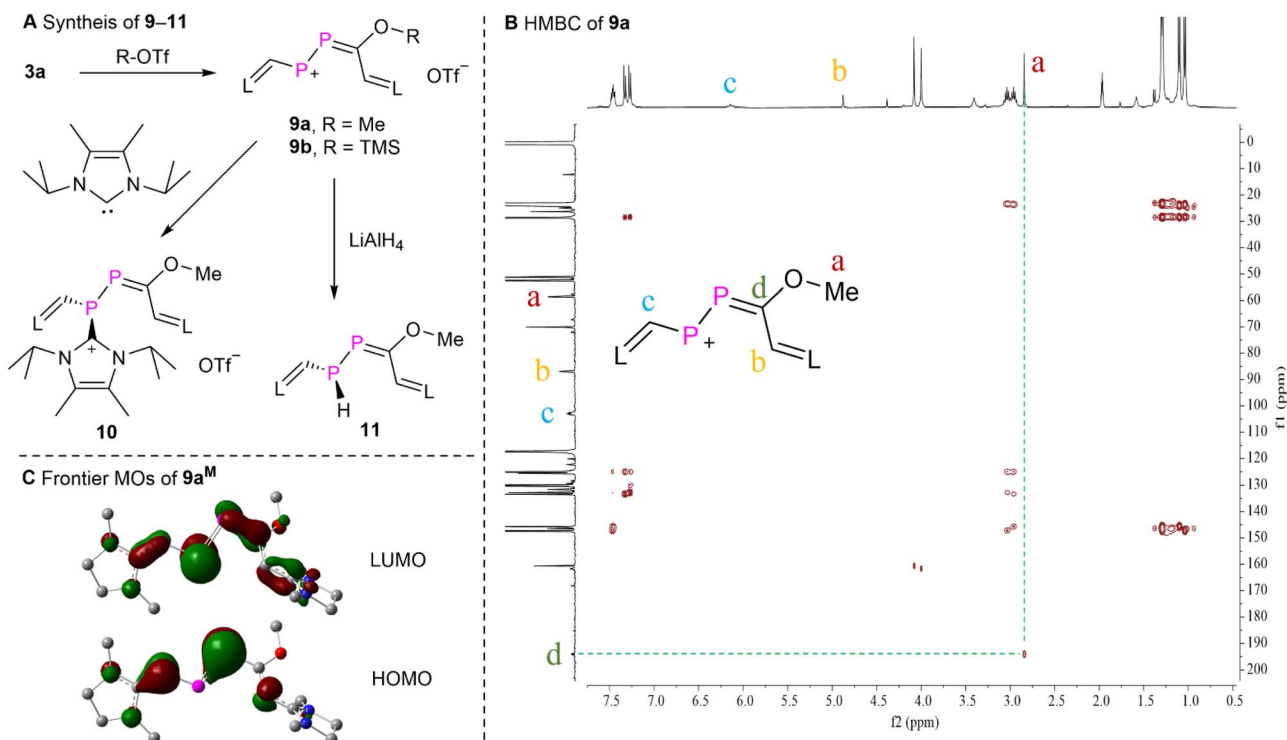 A Syntheis of 9–11
3a
R-OTf
P
P
+
O
R
L
L
OTf⁻
9a, R = Me
9b, R = TMS
N
N
:
LiAlH₄
P
P
O
Me
L
L
N
+
N
OTf⁻
10
P
P
H
O
Me
L
L
11
C Frontier MOs of 9aᴹ
LUMO
HOMO
B HMBC of 9a
c
b
a
a
b
c
d
c
P
P
+
d
O
a
Me
b
L
L
0
10
20
30
40
50
60
70
80
90
100
110
120
130
140
150
160
170
180
190
200
f1 (ppm)
7.5 7.0 6.5 6.0 5.5 5.0 4.5 4.0 3.5 3.0 2.5 2.0 1.5 1.0 0.5
f2 (ppm)